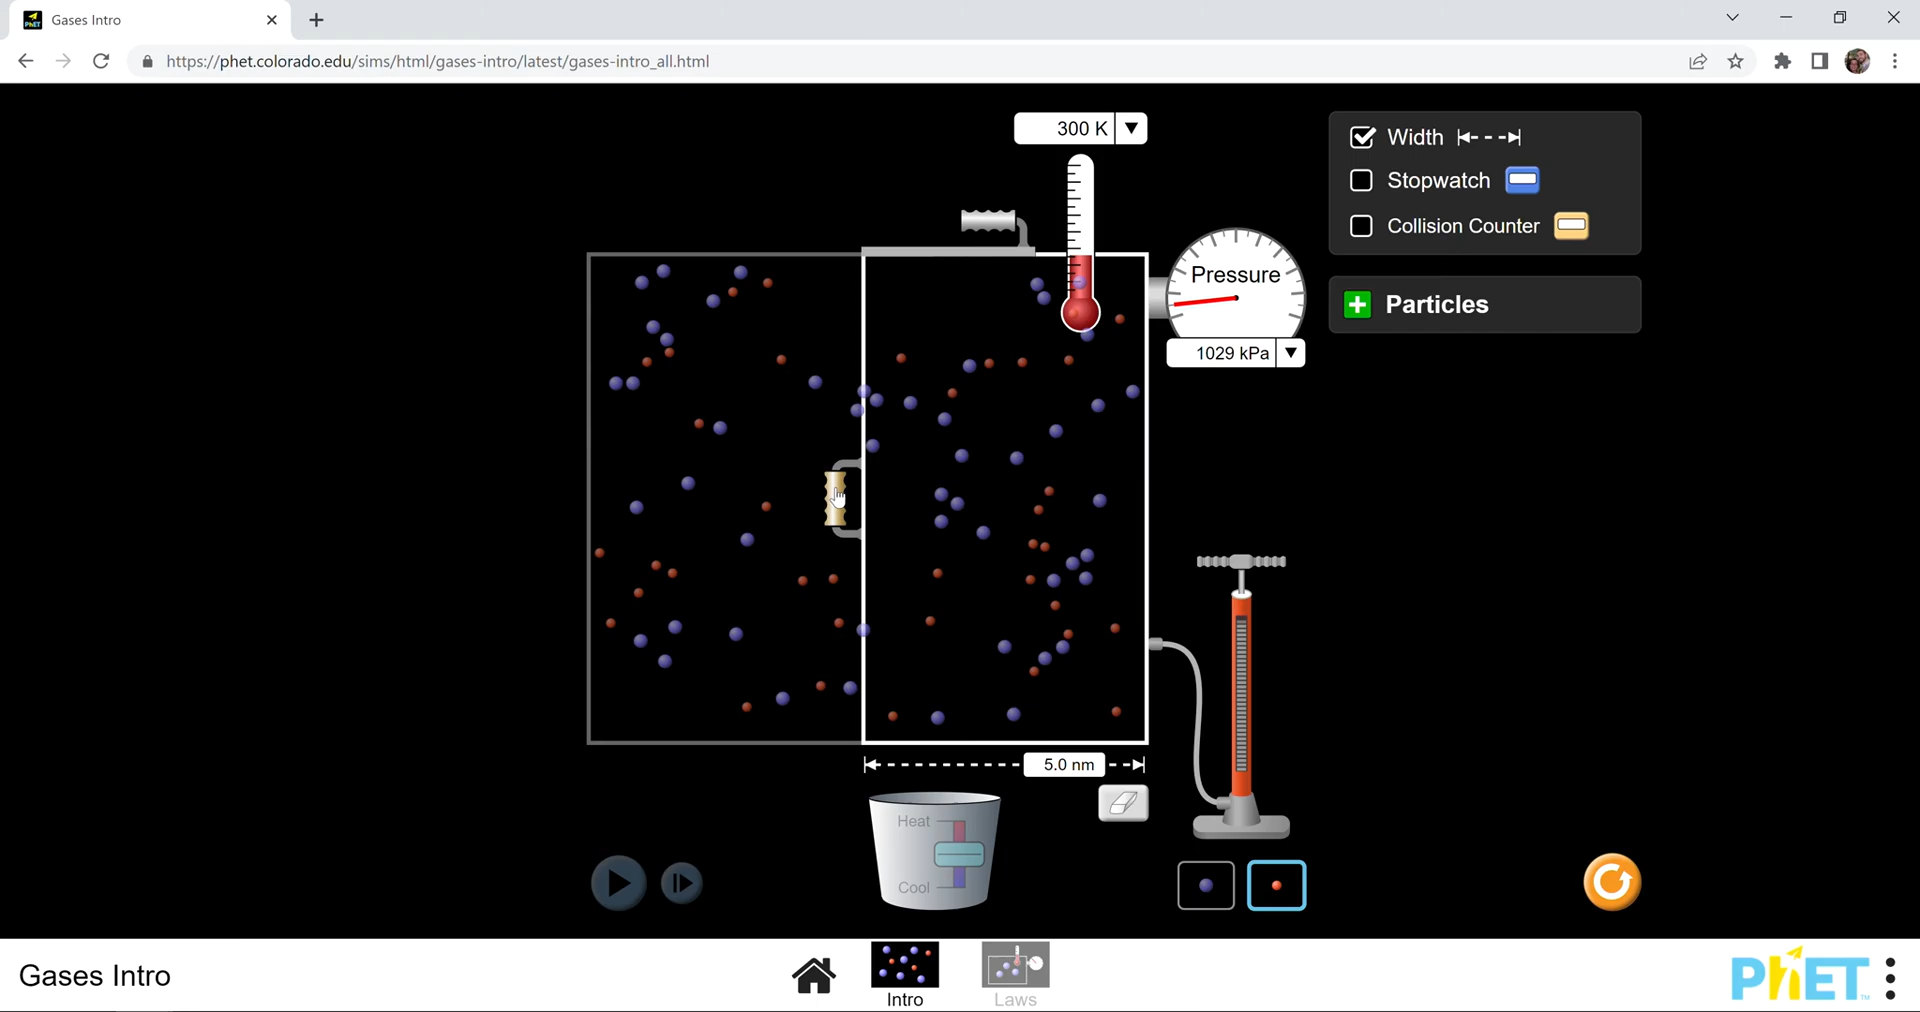 Gases Intro
https://phet.colorado.edu/sims/html/gases-intro/latest/gases-intro_all.html
300 K
Width
Stopwatch
Collision Counter
Pressure
1029 kPa
Particles
5.0 nm
Heat
Cool
Gases Intro
Intro
Laws
PhET